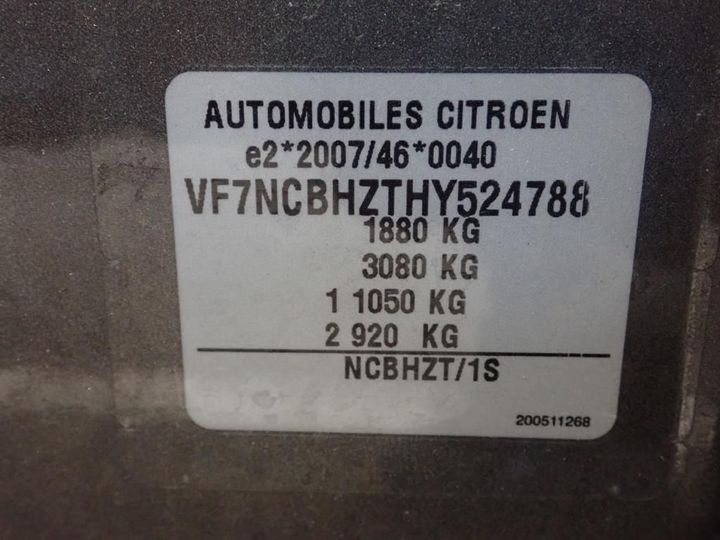 AUTOMOBILES CITROEN
e2*2007/46*0040
VF7NCBHZTHY524788
1880 KG
3080 KG
1 1050 KG
2 920 KG
NCBHZT/1S
200511268